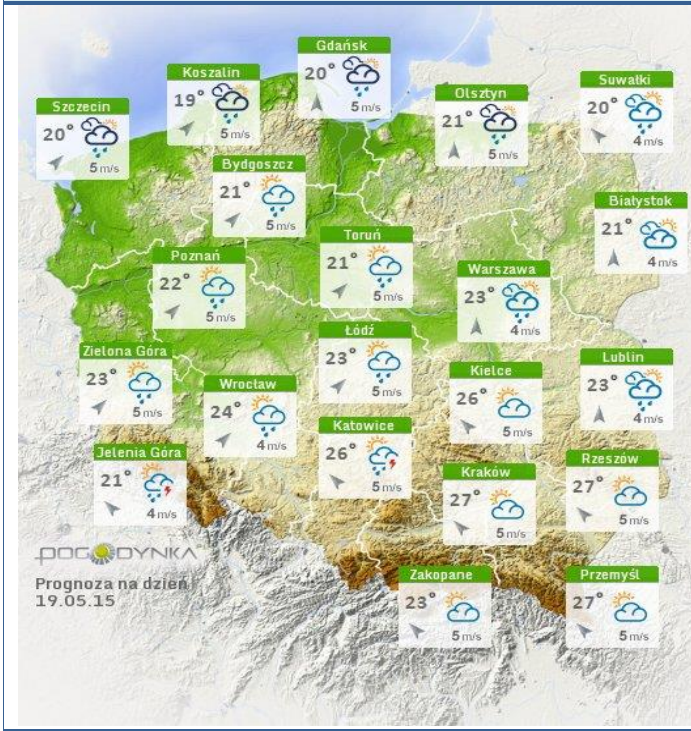 Gdańsk
20°
5 m/s
Koszalin
19°
5 m/s
Szczecin
20°
5 m/s
Olsztyn
21°
5 m/s
Suwałki
20°
4 m/s
Bydgoszcz
21°
5 m/s
Białystok
21°
4 m/s
Toruń
21°
5 m/s
Poznań
22°
5 m/s
Warszawa
23°
4 m/s
Łódź
23°
5 m/s
Zielona Góra
23°
5 m/s
Wrocław
24°
4 m/s
Kielce
26°
5 m/s
Lublin
23°
4 m/s
Katowice
26°
5 m/s
Jelenia Góra
21°
4 m/s
Kraków
27°
5 m/s
Rzeszów
27°
5 m/s
POGODYNKA
Prognoza na dzień
19.05.15
Zakopane
23°
5 m/s
Przemyśl
27°
5 m/s